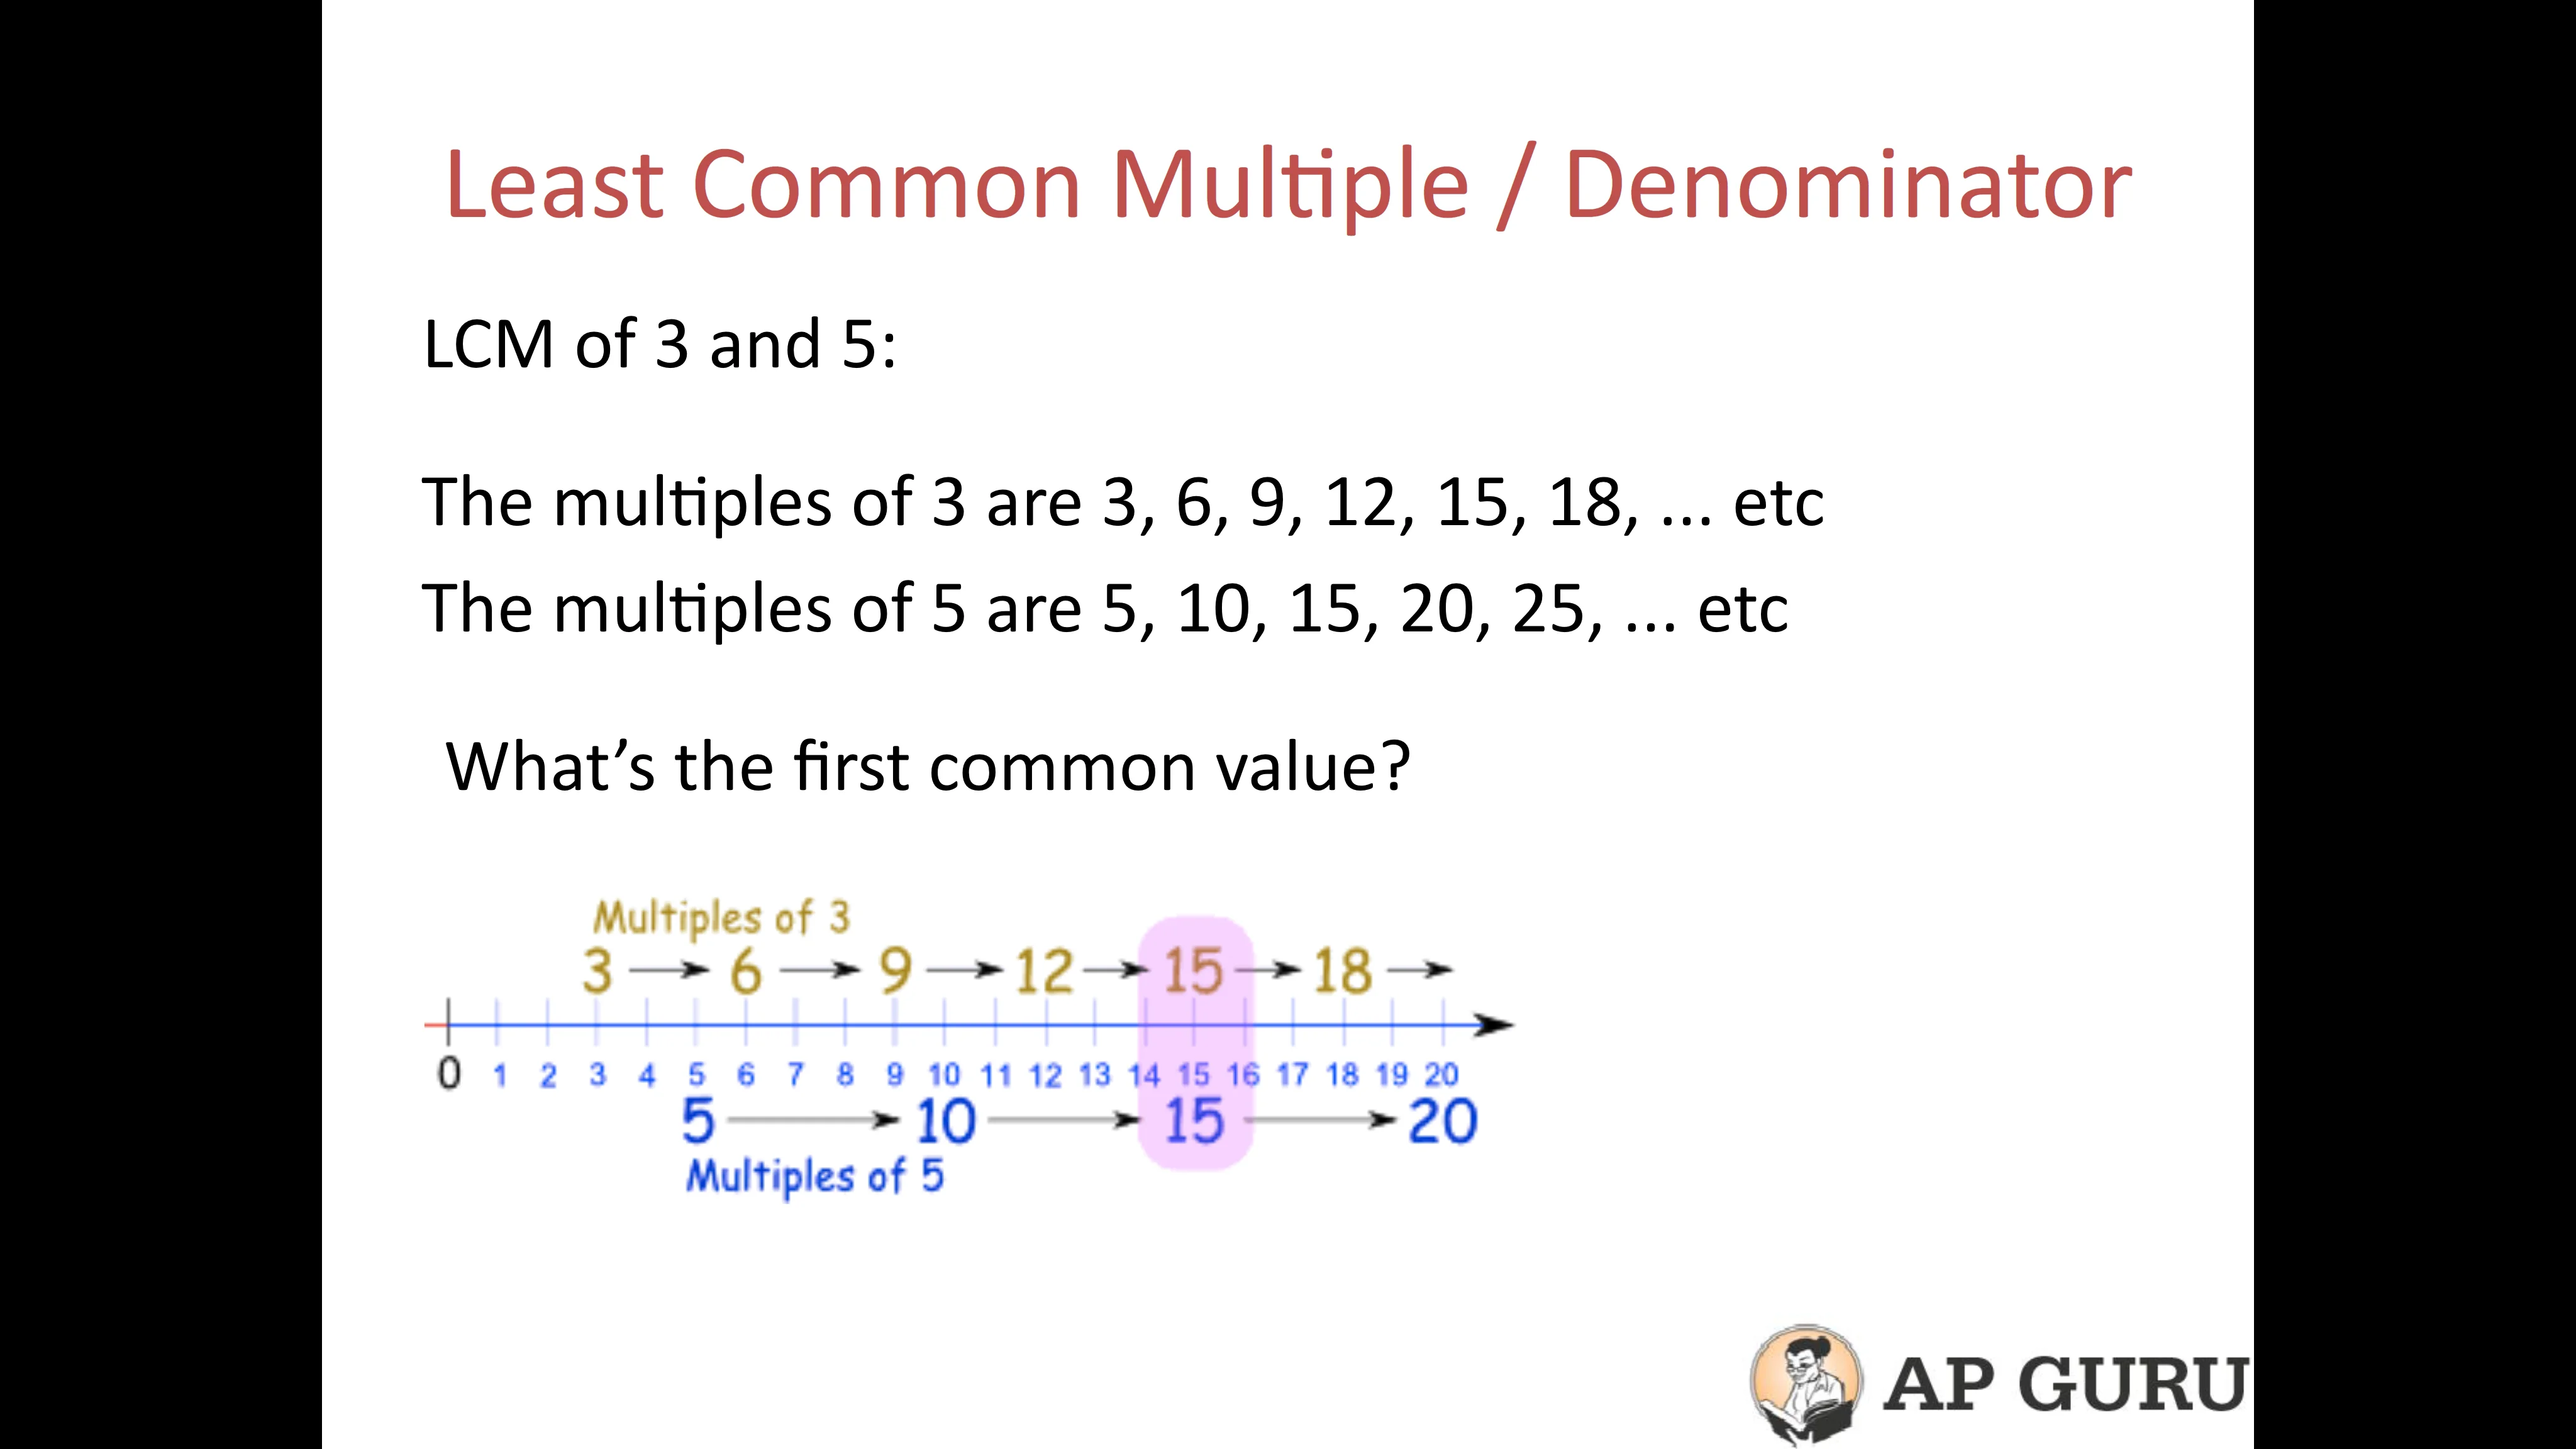 Least Common Multiple / Denominator
LCM of 3 and 5:
The multiples of 3 are 3, 6, 9, 12, 15, 18, ... etc
The multiples of 5 are 5, 10, 15, 20, 25, ... etc
What’s the first common value?
Multiples of 3
3 6 9 12 15 18
0 1 2 3 4 5 6 7 8 9 10 11 12 13 14 15 16 17 18 19 20
5 10 15 20
Multiples of 5
AP GURU